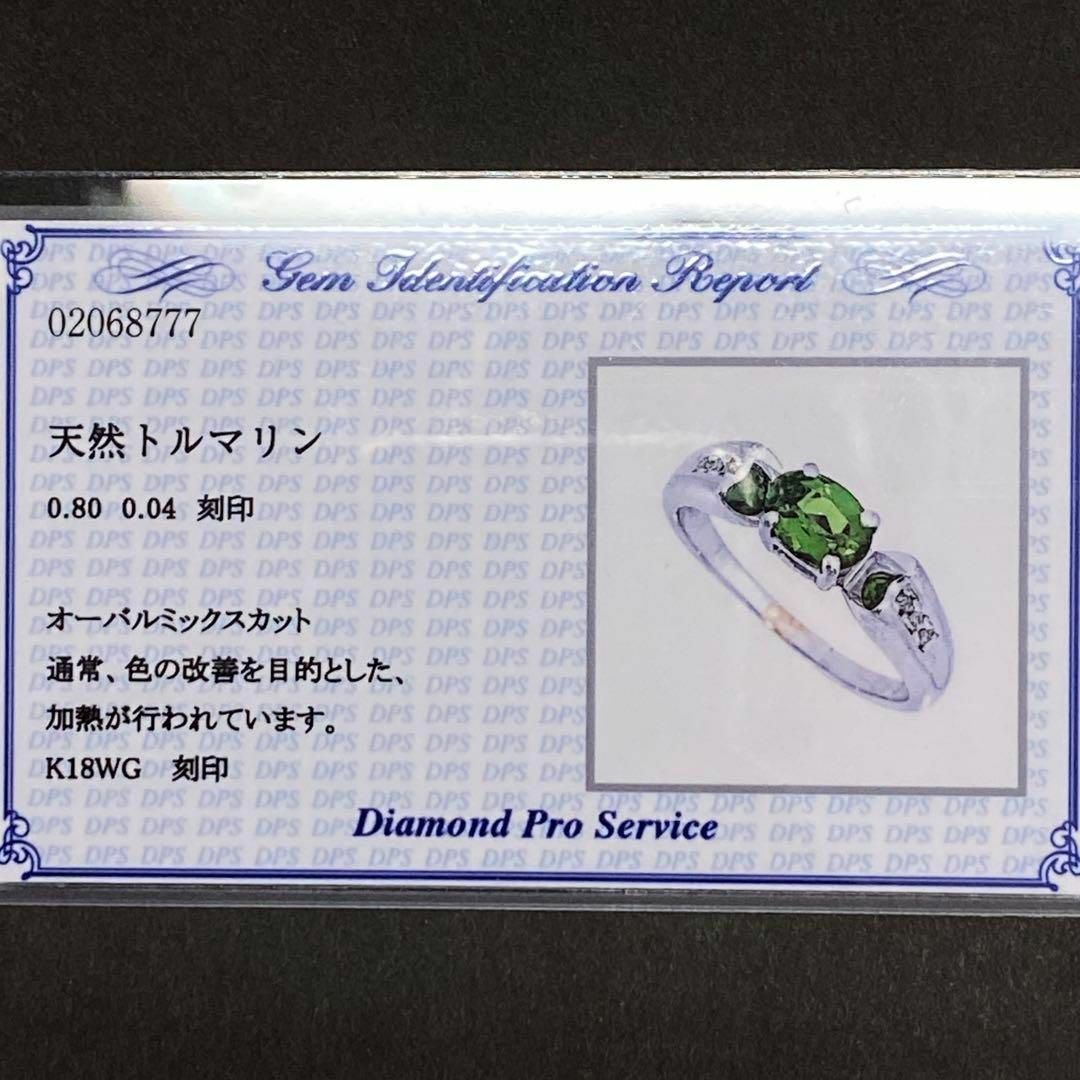 Gem Identification Report
02068777
天然トルマリン
0.80 0.04 刻印
オーバルミックスカット
通常、色の改善を目的とした、
加熱が行われています。
K18WG 刻印
Diamond Pro Service